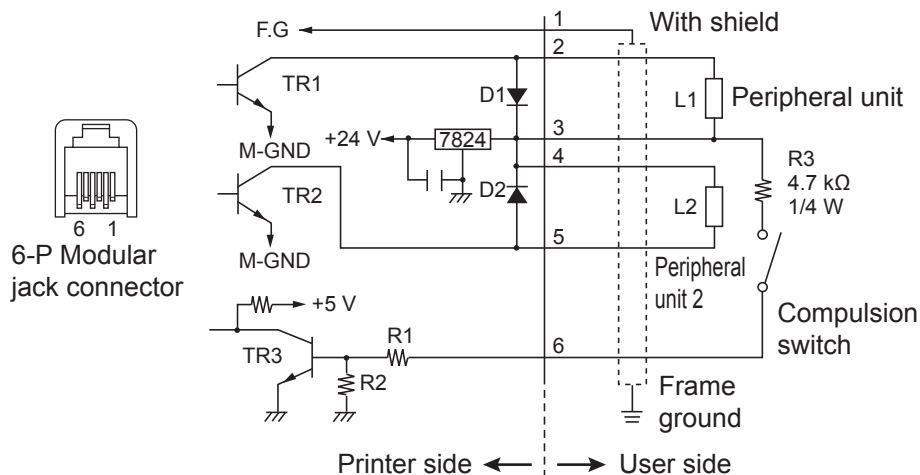 F.G
1
With shield
2
TR1
D1
L1
Peripheral unit
M-GND
+24 V
7824
3
4
R3
4.7 kΩ
1/4 W
TR2
D2
L2
6 1
6-P Modular
jack connector
M-GND
5
Peripheral
unit 2
+5 V
TR3
R1
R2
6
Compulsion
switch
Frame
ground
Printer side
User side